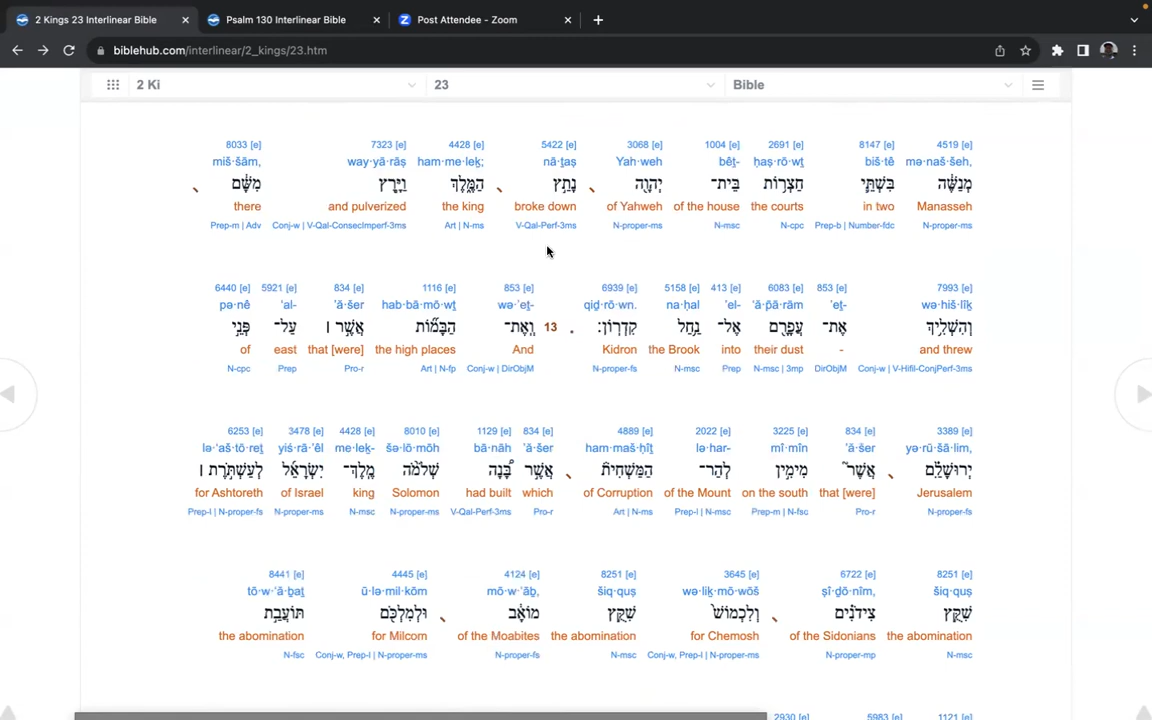 2 Kings 23 Interlinear Bible
Psalm 130 Interlinear Bible
Post Attendee - Zoom
biblehub.com/interlinear/2_kings/23.htm
2 Ki 23 Bible
4519 [e] 8147 [e] 2691 [e] 1004 [e] 3068 [e] 5422 [e] 4428 [e] 7323 [e] 8033 [e]
mə·naš·šeh, biš·tê ḥaṣ·rō·wṯ bêṯ- Yah·weh nā·ṯaṣ ham·me·leḵ; way·yā·rāṣ miš·šām,
מְנַשֶּׁ֔ה בִּשְׁתֵּ֛י חַצְר֥וֹת בֵּית־ יְהוָ֖ה 、 נָתַ֣ץ 、 הַמֶּ֑לֶךְ וַיָּ֣רָץ מִשָּׁ֔ם 、
Manasseh in two the courts of the house of Yahweh broke down the king and pulverized there
N-proper-ms Prep-b | Number-fdc N-cpc N-msc N-proper-ms V-Qal-Perf-3ms Art | N-ms Conj-w | V-Qal-ConsecImperf-3ms Prep-m | Adv
7993 [e] 853 [e] 6083 [e] 413 [e] 5158 [e] 6939 [e] 853 [e] 1116 [e] 834 [e] 5921 [e] 6440 [e]
wə·hiš·lîḵ 'eṯ- 'ă·p̄ā·rām 'el- na·ḥal qiḏ·rō·wn. wə·'eṯ- hab·bā·mō·wṯ 'ă·šer 'al- pə·nê
וְהִשְׁלִ֥יךְ אֶת־ עֲפָרָ֖ם אֶל־ נַ֥חַל קִדְרֽוֹן׃ . 13 וְֽאֶת־ הַבָּמ֞וֹת אֲשֶׁ֣ר ׀ עַל־ פְּנֵ֣י
and threw - their dust into the Brook Kidron And the high places that [were] east of
Conj-w | V-Hifil-ConjPerf-3ms DirObjM N-msc | 3mp Prep N-msc N-proper-fs Conj-w | DirObjM Art | N-fp Pro-r Prep N-cpc
3389 [e] 834 [e] 3225 [e] 2022 [e] 4889 [e] 834 [e] 1129 [e] 8010 [e] 4428 [e] 3478 [e] 6253 [e]
yə·rū·šā·lim, 'ă·šer mî·mîn lə·har- ham·maš·ḥîṯ 'ă·šer bā·nāh šə·lō·mōh me·leḵ- yiś·rā·'êl lə·'aš·tō·reṯ
יְרוּשָׁלִַ֗ם 、 אֲשֶׁר֮ מִימִ֣ין לְהַר־ הַמַּשְׁחִית֒ 、 אֲשֶׁ֣ר בָּ֠נָה שְׁלֹמֹ֨ה מֶֽלֶךְ־ יִשְׂרָאֵ֜ל לְעַשְׁתֹּ֣רֶת ׀
Jerusalem that [were] on the south of the Mount of Corruption which had built Solomon king of Israel for Ashtoreth
N-proper-fs Pro-r Prep-m | N-fsc Prep-l | N-msc Art | N-ms Pro-r V-Qal-Perf-3ms N-proper-ms N-msc N-proper-ms Prep-l | N-proper-fs
8251 [e] 6722 [e] 3645 [e] 8251 [e] 4124 [e] 4445 [e] 8441 [e]
šiq·quṣ ṣî·ḏō·nîm, wə·liḵ·mō·wōš šiq·quṣ mō·w·'āḇ, ū·lə·mil·kōm tō·w·'ă·ḇaṯ
שִׁקֻּ֣ץ צִידֹנִ֗ים 、 וְלִכְמוֹשׁ֙ שִׁקֻּ֣ץ מוֹאָ֔ב 、 וּלְמִלְכֹּ֖ם תּוֹעֲבַ֣ת
the abomination of the Sidonians for Chemosh the abomination of the Moabites for Milcom the abomination
N-msc N-proper-mp Conj-w, Prep-l | N-proper-ms N-msc N-proper-fs Conj-w, Prep-l | N-proper-ms N-fsc
1121 [e] 5983 [e] 2930 [e]